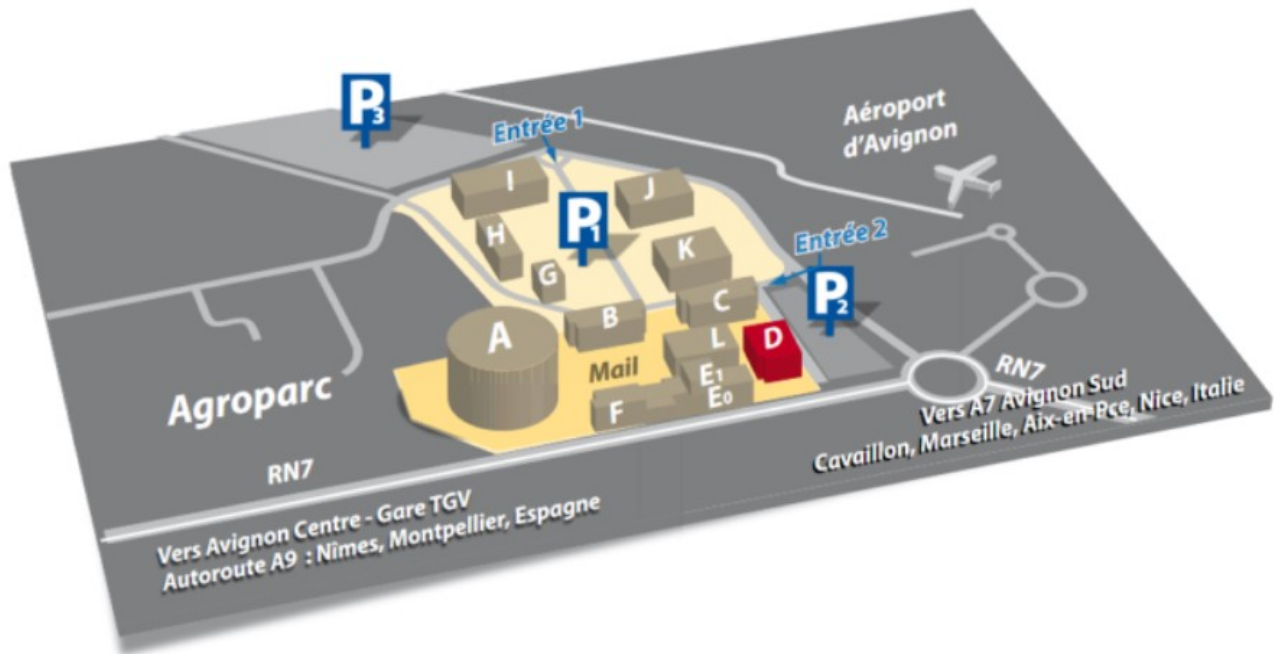 P3
Entrée 1
Aéroport
d'Avignon
I
J
P1
H
K
Entrée 2
G
P2
C
B
A
L
D
Mail
E1
RN7
Agroparc
E0
F
Vers A7 Avignon Sud
Cavaillon, Marseille, Aix-en-Pce, Nice, Italie
RN7
Vers Avignon Centre - Gare TGV
Autoroute A9 : Nîmes, Montpellier, Espagne